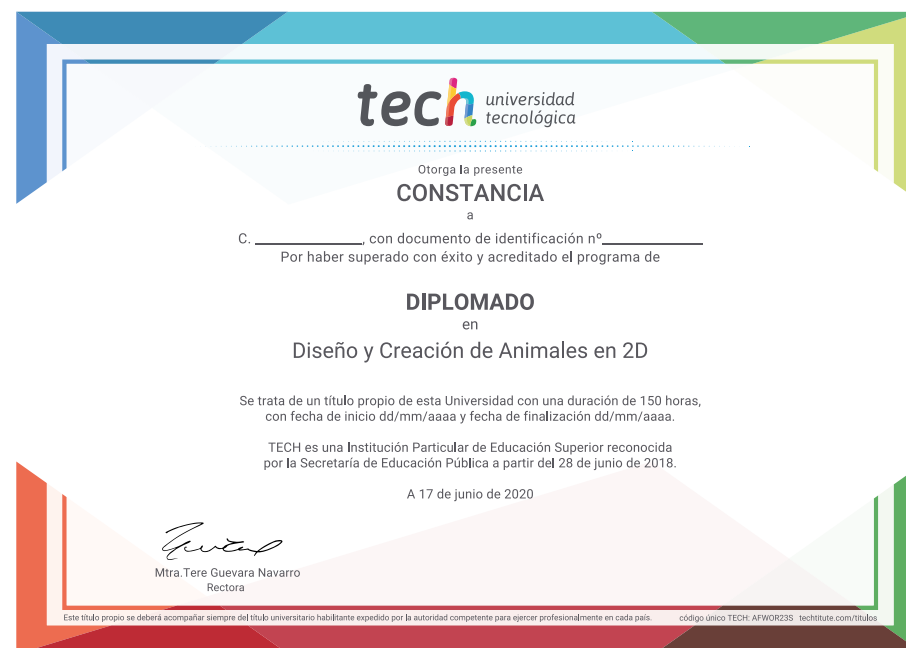 tech universidad
tecnológica
Otorga la presente
CONSTANCIA
a
C. ____________, con documento de identificación nº____________
Por haber superado con éxito y acreditado el programa de
DIPLOMADO
en
Diseño y Creación de Animales en 2D
Se trata de un título propio de esta Universidad con una duración de 150 horas,
con fecha de inicio dd/mm/aaaa y fecha de finalización dd/mm/aaaa.
TECH es una Institución Particular de Educación Superior reconocida
por la Secretaría de Educación Pública a partir del 28 de junio de 2018.
A 17 de junio de 2020
Mtra.Tere Guevara Navarro
Rectora
Este título propio se deberá acompañar siempre del título universitario habilitante expedido por la autoridad competente para ejercer profesionalmente en cada país. código único TECH: AFWOR23S techtitute.com/titulos